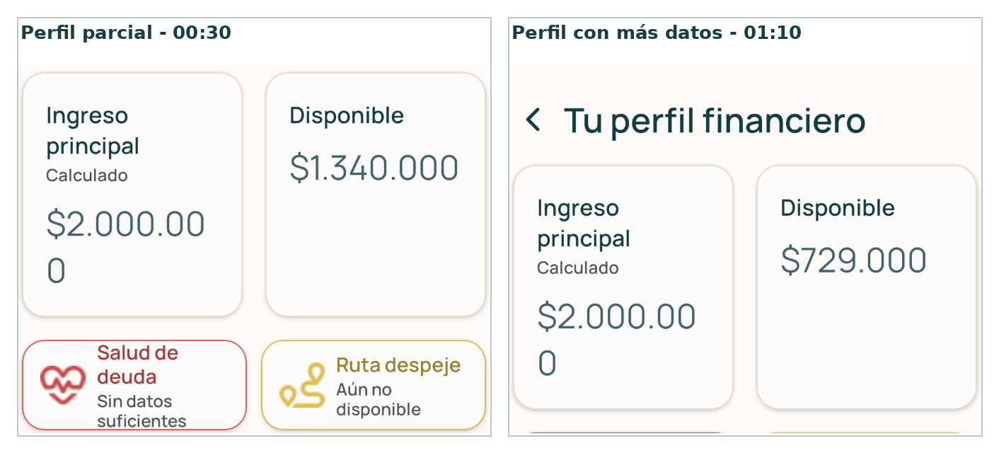 Perfil parcial - 00:30
Ingreso
principal
Calculado
$2.000.00
0
Disponible
$1.340.000
Salud de
deuda
Sin datos
suficientes
Ruta despeje
Aún no
disponible
Perfil con más datos - 01:10
Tu perfil financiero
Ingreso
principal
Calculado
$2.000.00
0
Disponible
$729.000